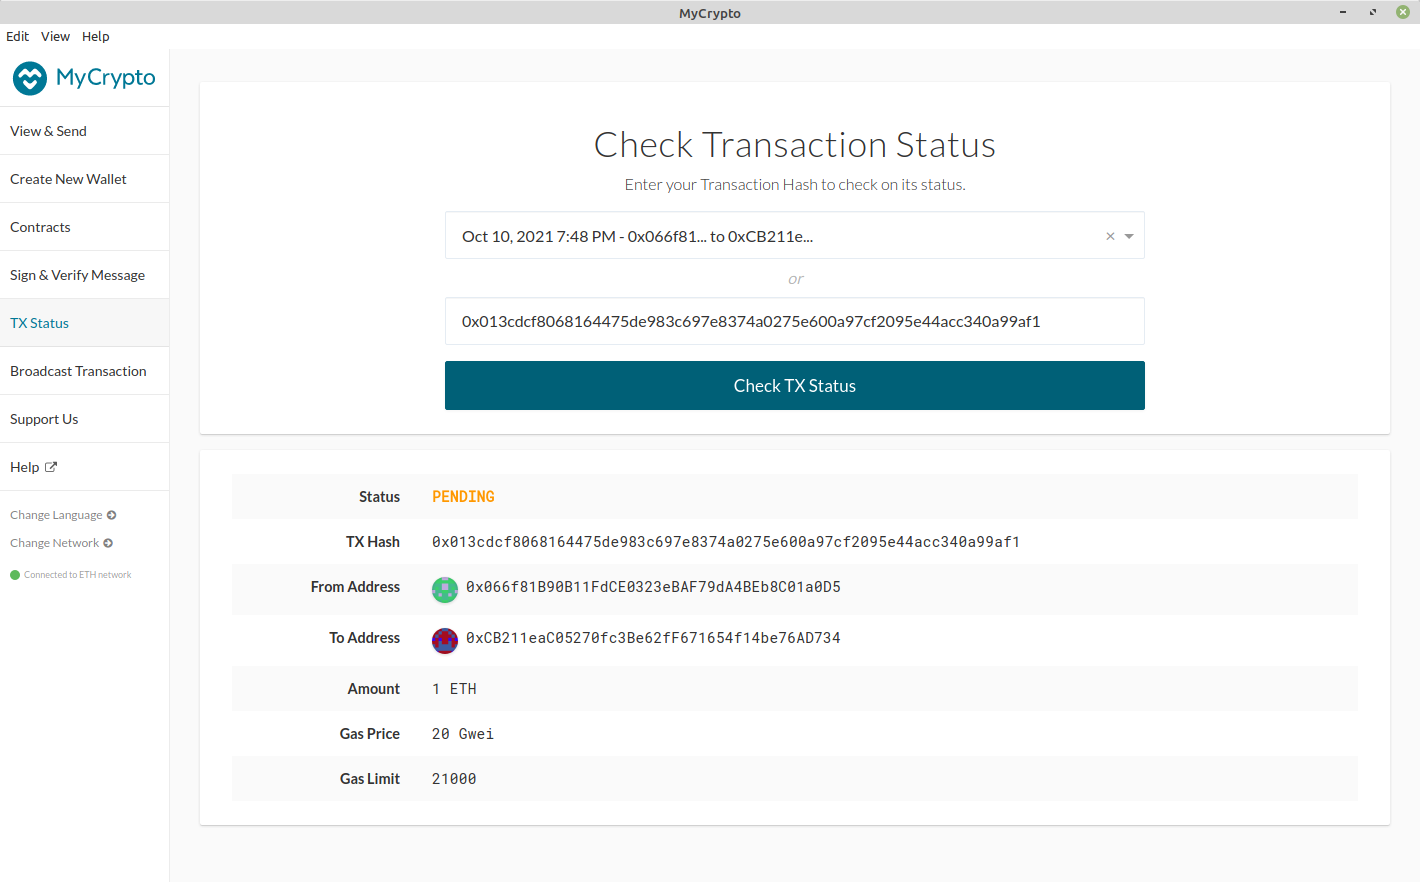 MyCrypto
Edit View Help
MyCrypto
View & Send
Create New Wallet
Contracts
Sign & Verify Message
TX Status
Broadcast Transaction
Support Us
Help
Change Language
Change Network
Connected to ETH network
Check Transaction Status
Enter your Transaction Hash to check on its status.
Oct 10, 2021 7:48 PM - 0x066f81... to 0xCB211e...
or
0x013cdcf8068164475de983c697e8374a0275e600a97cf2095e44acc340a99af1
Check TX Status
Status PENDING
TX Hash 0x013cdcf8068164475de983c697e8374a0275e600a97cf2095e44acc340a99af1
From Address 0x066f81B90B11FdCE0323eBAF79dA4BEb8C01a0D5
To Address 0xCB211eaC05270fc3Be62fF671654f14be76AD734
Amount 1 ETH
Gas Price 20 Gwei
Gas Limit 21000